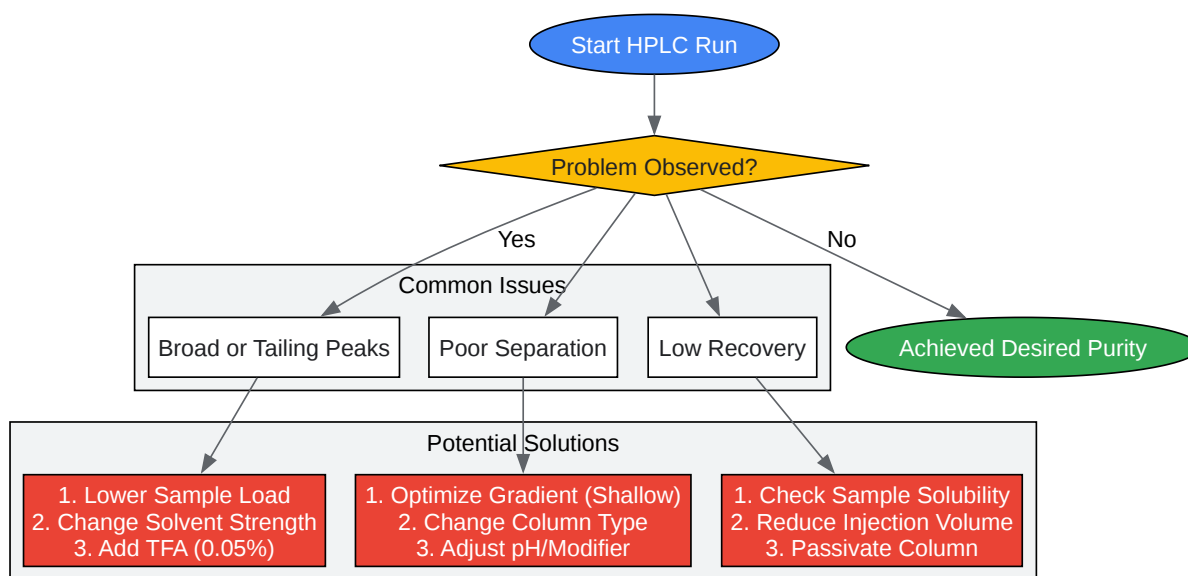 Start HPLC Run
Problem Observed?
Yes
No
Common Issues
Broad or Tailing Peaks
Poor Separation
Low Recovery
Achieved Desired Purity
Potential Solutions
1. Lower Sample Load
2. Change Solvent Strength
3. Add TFA (0.05%)
1. Optimize Gradient (Shallow)
2. Change Column Type
3. Adjust pH/Modifier
1. Check Sample Solubility
2. Reduce Injection Volume
3. Passivate Column